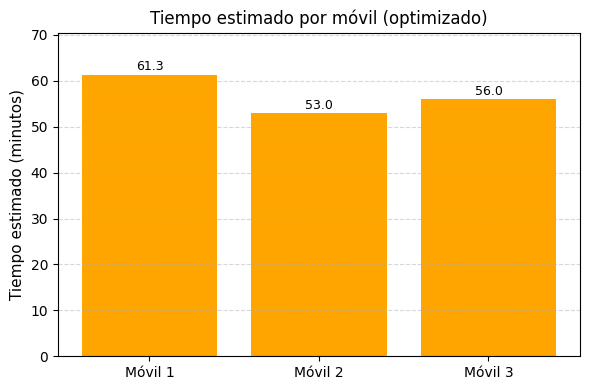 Tiempo estimado por móvil (optimizado)
Tiempo estimado (minutos)
70
60
50
40
30
20
10
0
61.3
53.0
56.0
Móvil 1
Móvil 2
Móvil 3